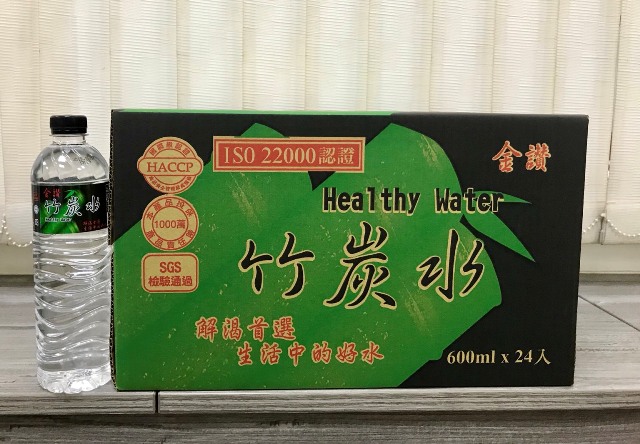 金讚
竹炭水
Healthy Water
HACCP
ISO 22000認證
金讚
Healthy Water
1000萬
竹炭水
SGS
檢驗通過
解渴首選
生活中的好水
600ml x 24入